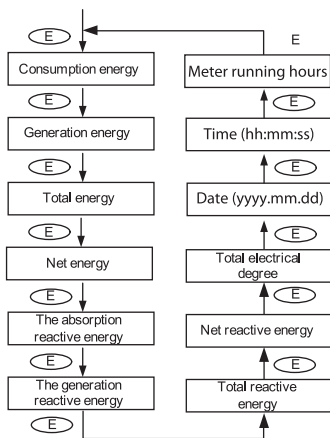 E
Consumption energy
E
Generation energy
E
Total energy
E
Net energy
E
The absorption
reactive energy
E
The generation
reactive energy
E
E
Meter running hours
E
Time (hh:mm:ss)
E
Date (yyyy.mm.dd)
E
Total electrical
degree
E
Net reactive energy
E
Total reactive
energy